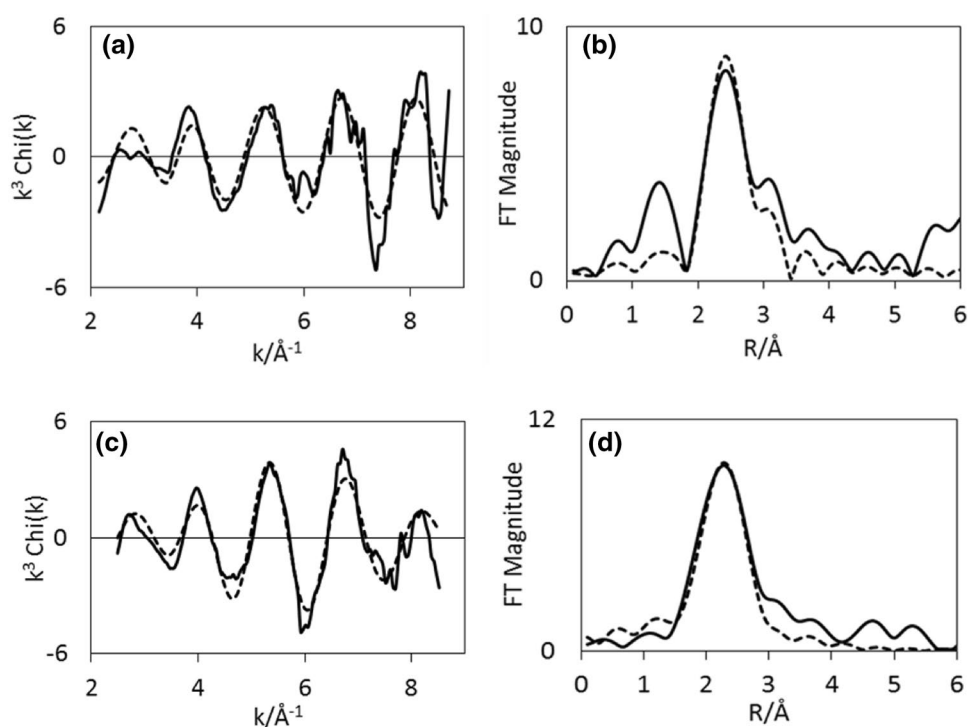 (a)
6
0
-6
k³ Chi(k)
2 4 6 8
k/Å⁻¹
(b)
10
0
FT Magnitude
0 1 2 3 4 5 6
R/Å
(c)
6
0
-6
k³ Chi(k)
2 4 6 8
k/Å⁻¹
(d)
12
0
FT Magnitude
0 1 2 3 4 5 6
R/Å